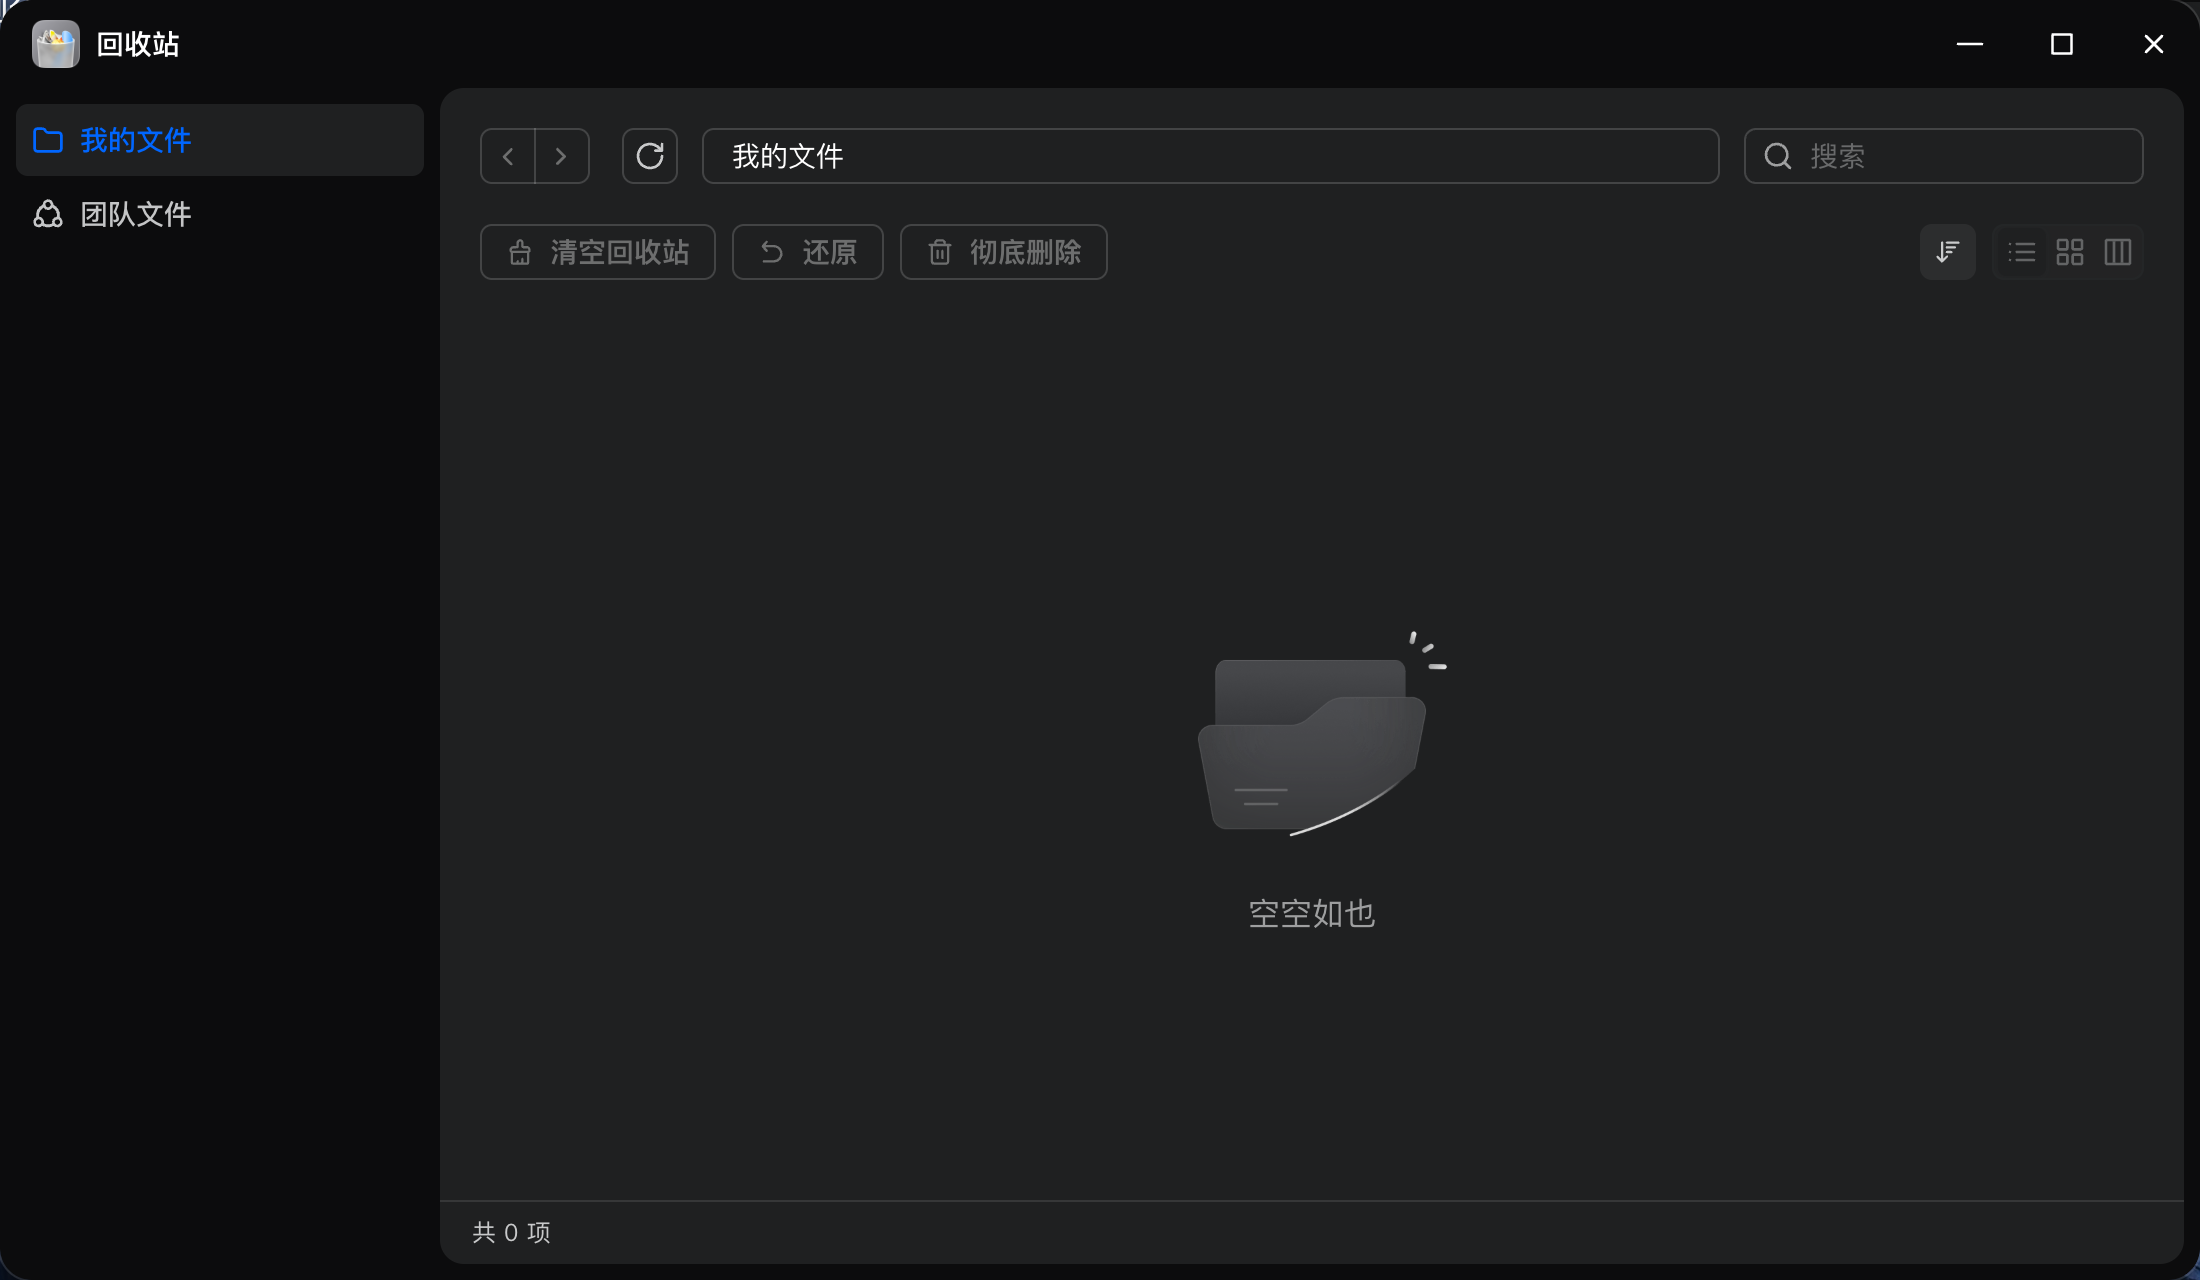 回收站
我的文件
团队文件
我的文件
搜索
清空回收站
还原
彻底删除
空空如也
共 0 项